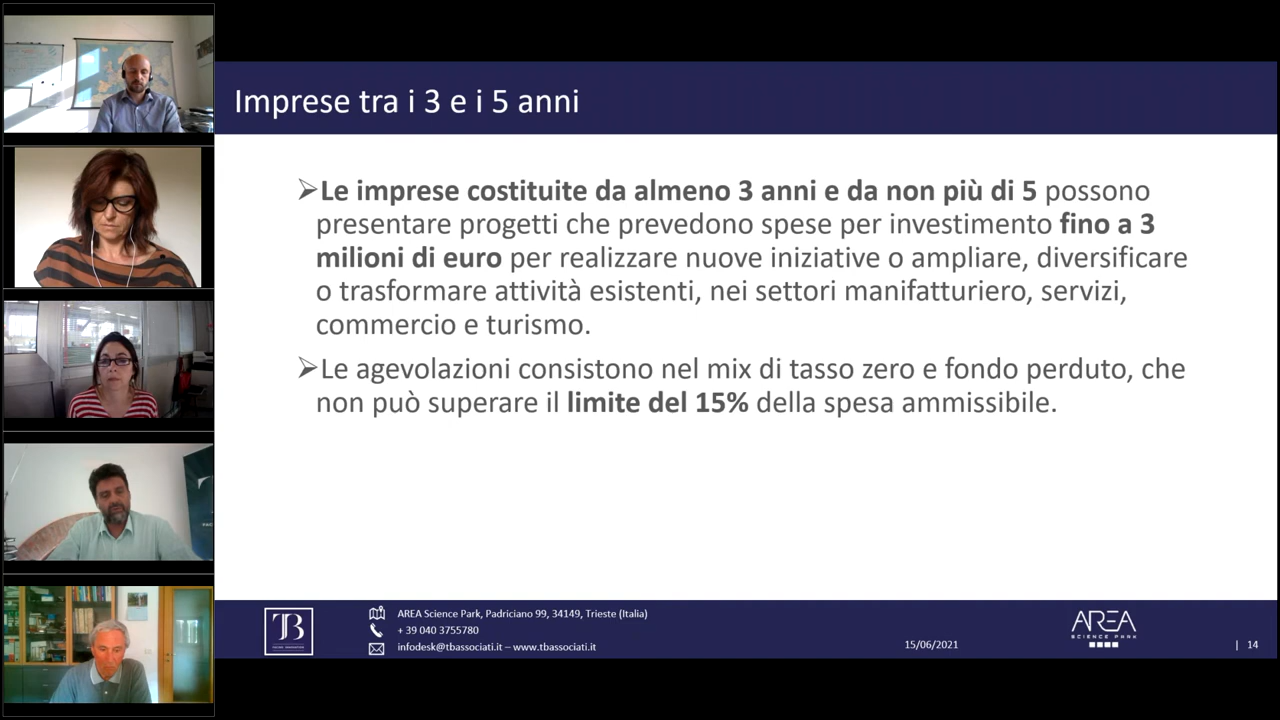 Imprese tra i 3 e i 5 anni
➢Le imprese costituite da almeno 3 anni e da non più di 5 possono
presentare progetti che prevedono spese per investimento fino a 3
milioni di euro per realizzare nuove iniziative o ampliare, diversificare
o trasformare attività esistenti, nei settori manifatturiero, servizi,
commercio e turismo.
➢Le agevolazioni consistono nel mix di tasso zero e fondo perduto, che
non può superare il limite del 15% della spesa ammissibile.
TB
AREA Science Park, Padriciano 99, 34149, Trieste (Italia)
+ 39 040 3755780
infodesk@tbassociati.it – www.tbassociati.it
15/06/2021
AREA
SCIENCE PARK
| 14